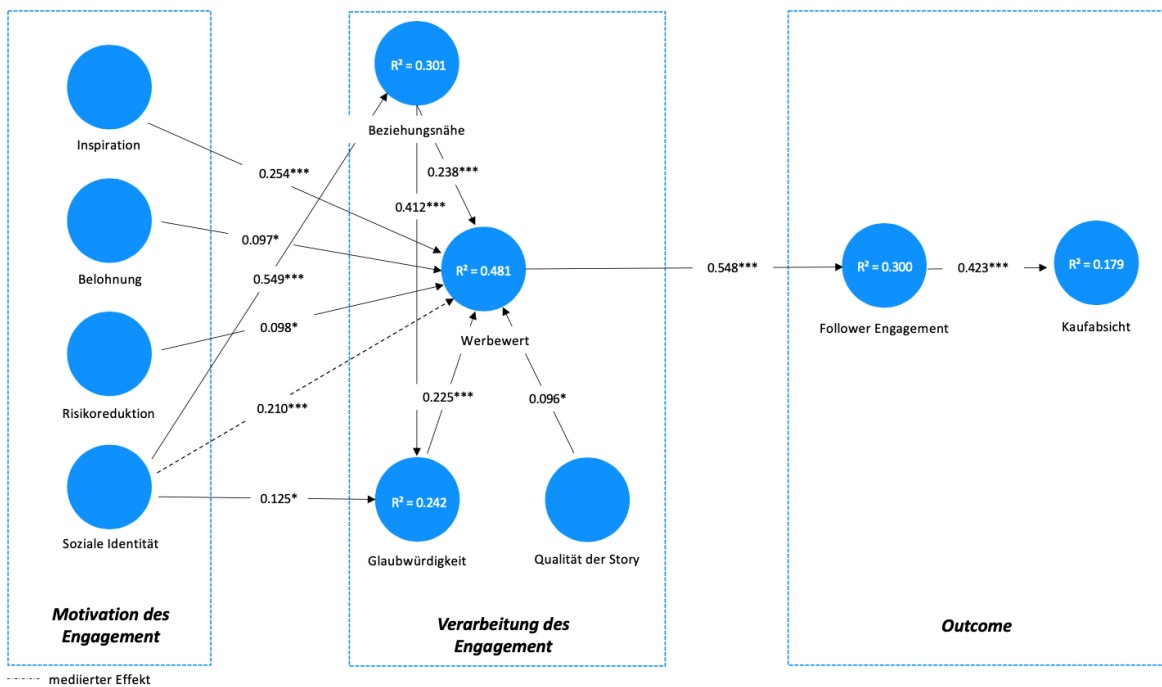 Inspiration
Belohnung
Risikoreduktion
Soziale Identität
Motivation des
Engagement
0.254***
0.097*
0.549***
0.098*
0.210***
0.125*
R² = 0.301
Beziehungsnähe
0.238***
0.412***
R² = 0.481
Werbewert
0.225***
0.096*
R² = 0.242
Glaubwürdigkeit
Qualität der Story
Verarbeitung des
Engagement
0.548***
R² = 0.300
Follower Engagement
0.423***
R² = 0.179
Kaufabsicht
Outcome
mediierter Effekt